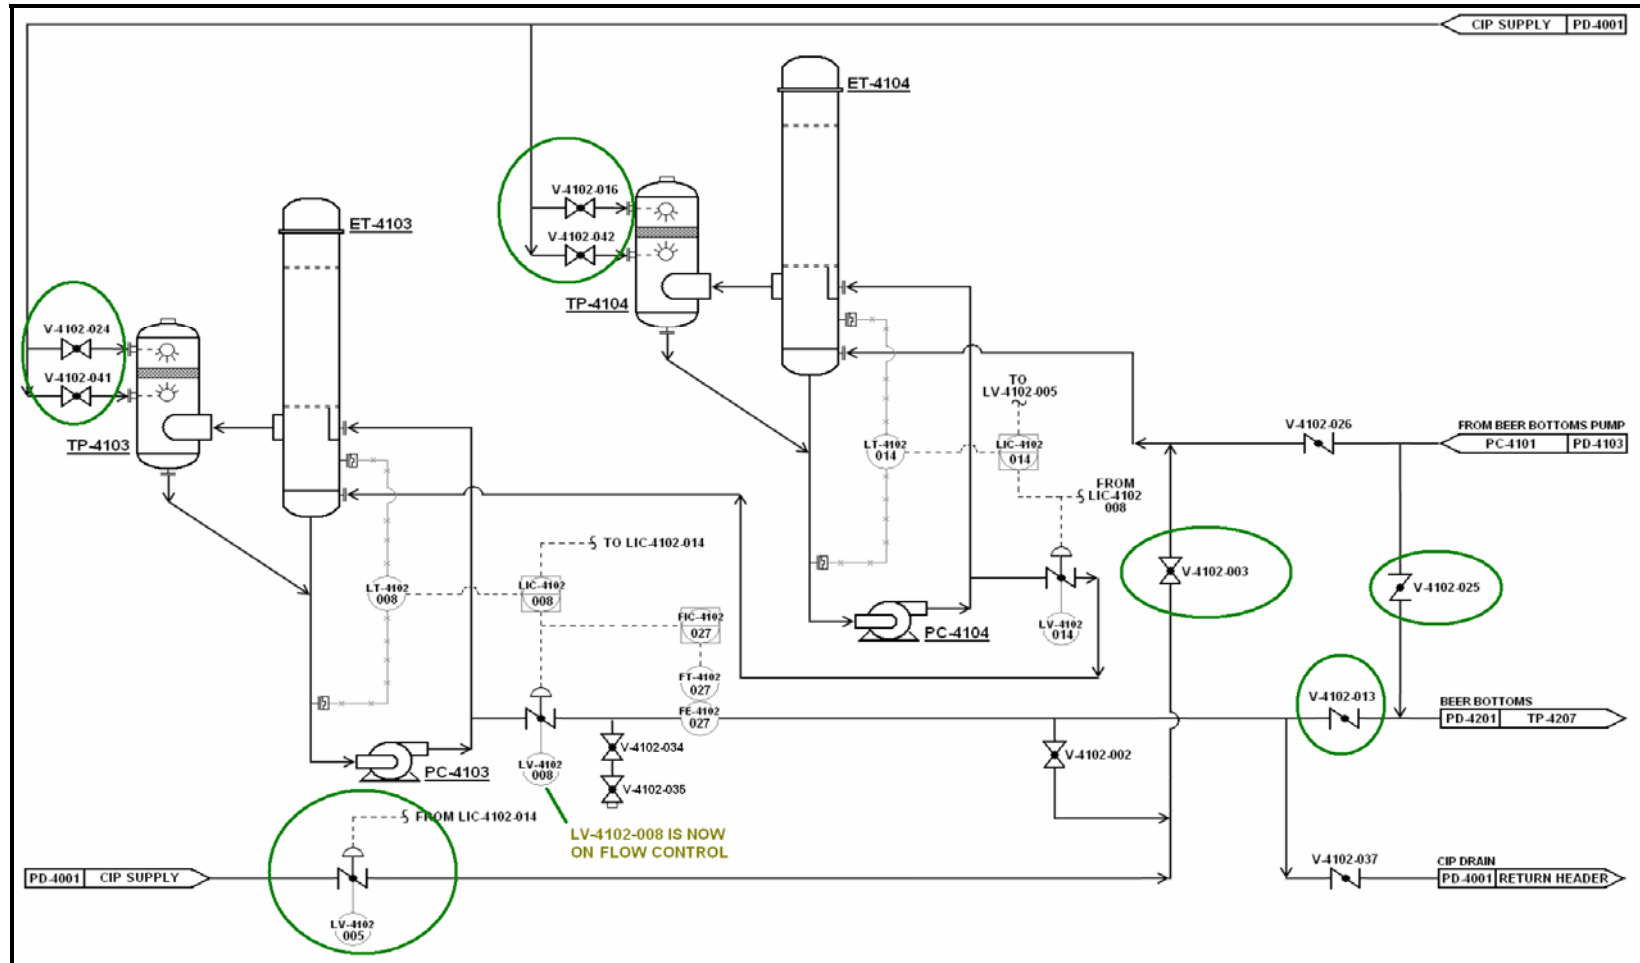 CIP SUPPLY PD-4001
ET-4104
V-4102-016
V-4102-042
TP-4104
ET-4103
V-4102-024
V-4102-041
TP-4103
TO
LV-4102-005
LT-4102
014
LIC-4102
014
FROM
LIC-4102
008
V-4102-026
FROM BEER BOTTOMS PUMP
PC-4101 PD-4103
TO LIC-4102-014
LT-4102
008
LIC-4102
008
FIC-4102
027
FT-4102
027
FE-4102
027
PC-4104
LV-4102
014
V-4102-003
V-4102-025
V-4102-013
BEER BOTTOMS
PD-4201 TP-4207
PC-4103
LV-4102
008
V-4102-034
V-4102-035
V-4102-002
LV-4102-008 IS NOW
ON FLOW CONTROL
FROM LIC-4102-014
PD-4001 CIP SUPPLY
LV-4102
005
V-4102-037
CIP DRAIN
PD-4001 RETURN HEADER